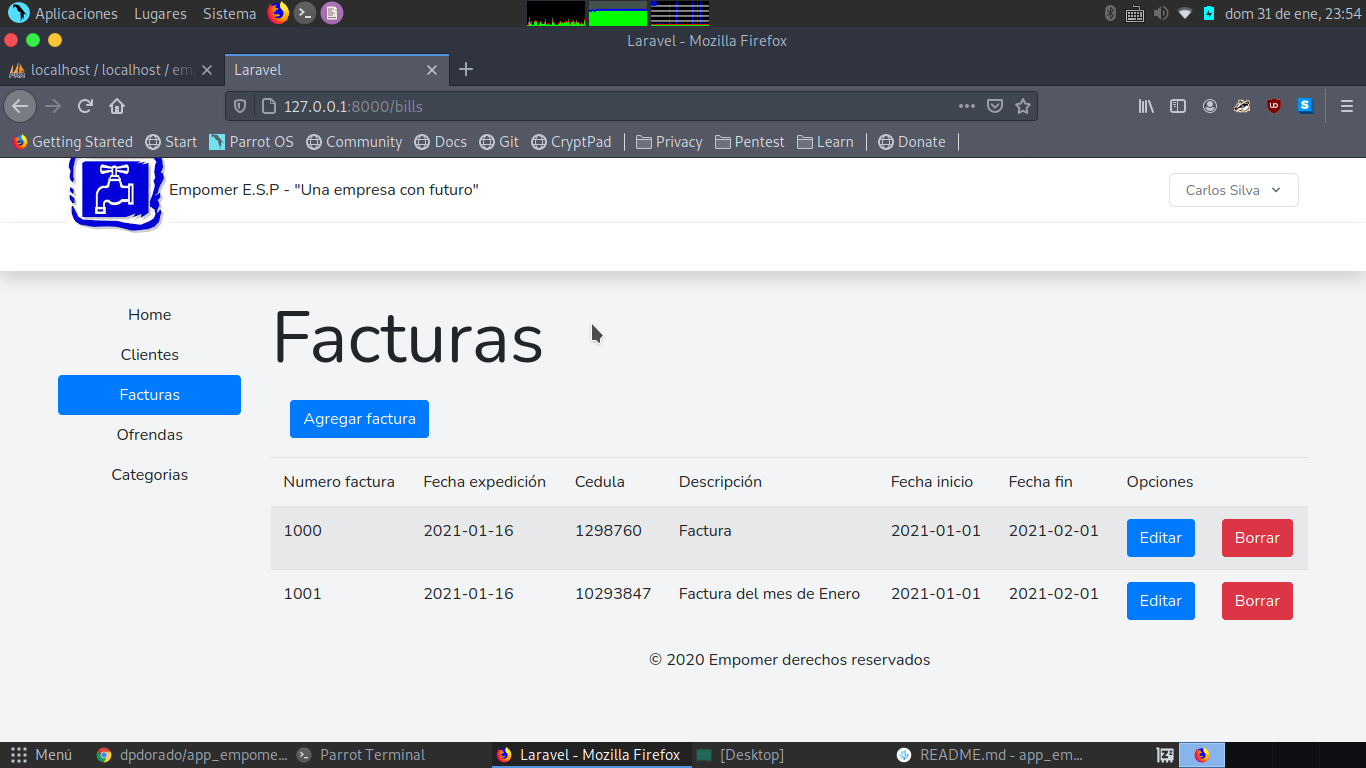 Aplicaciones Lugares Sistema dom 31 de ene, 23:54
Laravel - Mozilla Firefox
localhost / localhost / em
Laravel
127.0.0.1:8000/bills
Getting Started Start Parrot OS Community Docs Git CryptPad Privacy Pentest Learn Donate
Empomer E.S.P - "Una empresa con futuro" Carlos Silva
Home
Clientes
Facturas
Ofrendas
Categorias
Facturas
Agregar factura
Numero factura Fecha expedición Cedula Descripción Fecha inicio Fecha fin Opciones
1000 2021-01-16 1298760 Factura 2021-01-01 2021-02-01 Editar Borrar
1001 2021-01-16 10293847 Factura del mes de Enero 2021-01-01 2021-02-01 Editar Borrar
© 2020 Empomer derechos reservados
Menú dpdorado/app_empome... Parrot Terminal Laravel - Mozilla Firefox [Desktop] README.md - app_em...